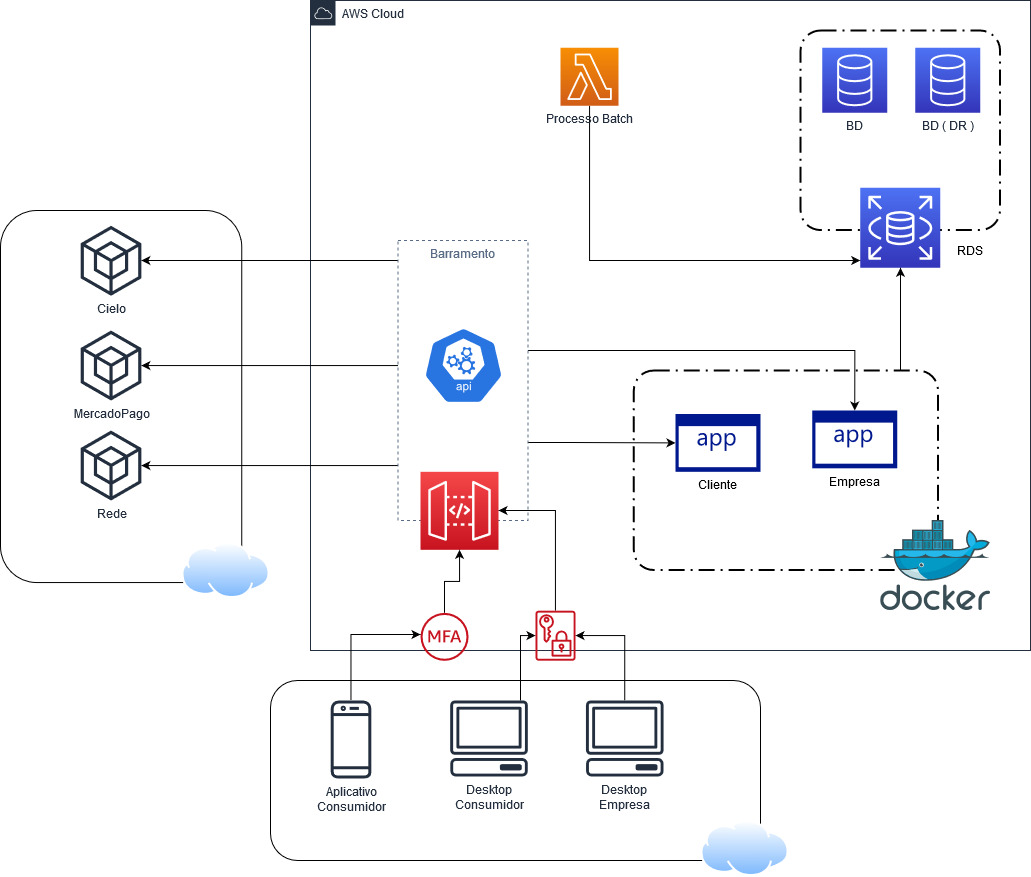 AWS Cloud
Processo Batch
BD
BD ( DR )
RDS
Barramento
api
Cielo
MercadoPago
Rede
app
Cliente
app
Empresa
docker
MFA
Aplicativo
Consumidor
Desktop
Consumidor
Desktop
Empresa